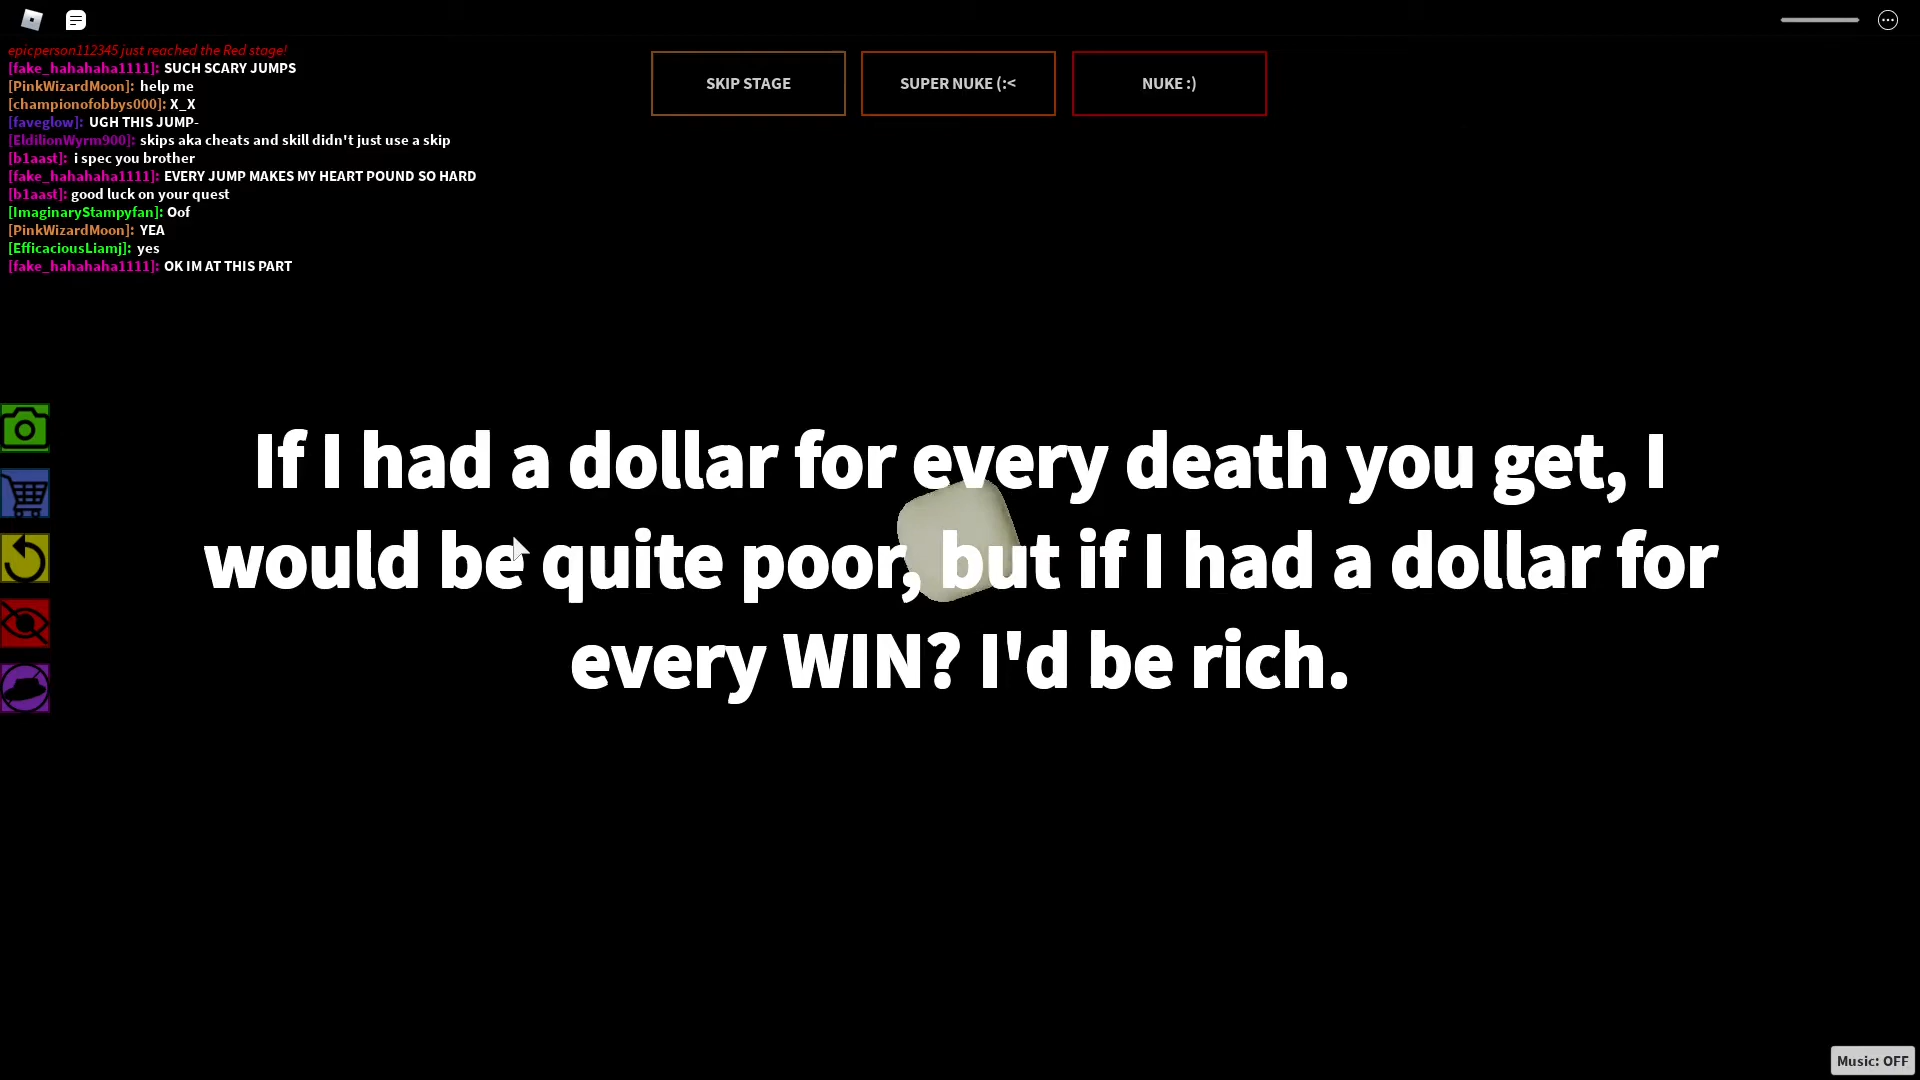 epicperson112345 just reached the Red stage!
[fake_hahahaha1111]: SUCH SCARY JUMPS
[PinkWizardMoon]: help me
[championofobbys000]: X_X
[faveglow]: UGH THIS JUMP-
[EldilionWyrm900]: skips aka cheats and skill didn't just use a skip
[b1aast]: i spec you brother
[fake_hahahaha1111]: EVERY JUMP MAKES MY HEART POUND SO HARD
[b1aast]: good luck on your quest
[ImaginaryStampyfan]: Oof
[PinkWizardMoon]: YEA
[EfficaciousLiamj]: yes
[fake_hahahaha1111]: OK IM AT THIS PART
SKIP STAGE
SUPER NUKE (:<
NUKE :)
If I had a dollar for every death you get, I
would be quite poor, but if I had a dollar for
every WIN? I'd be rich.
Music: OFF